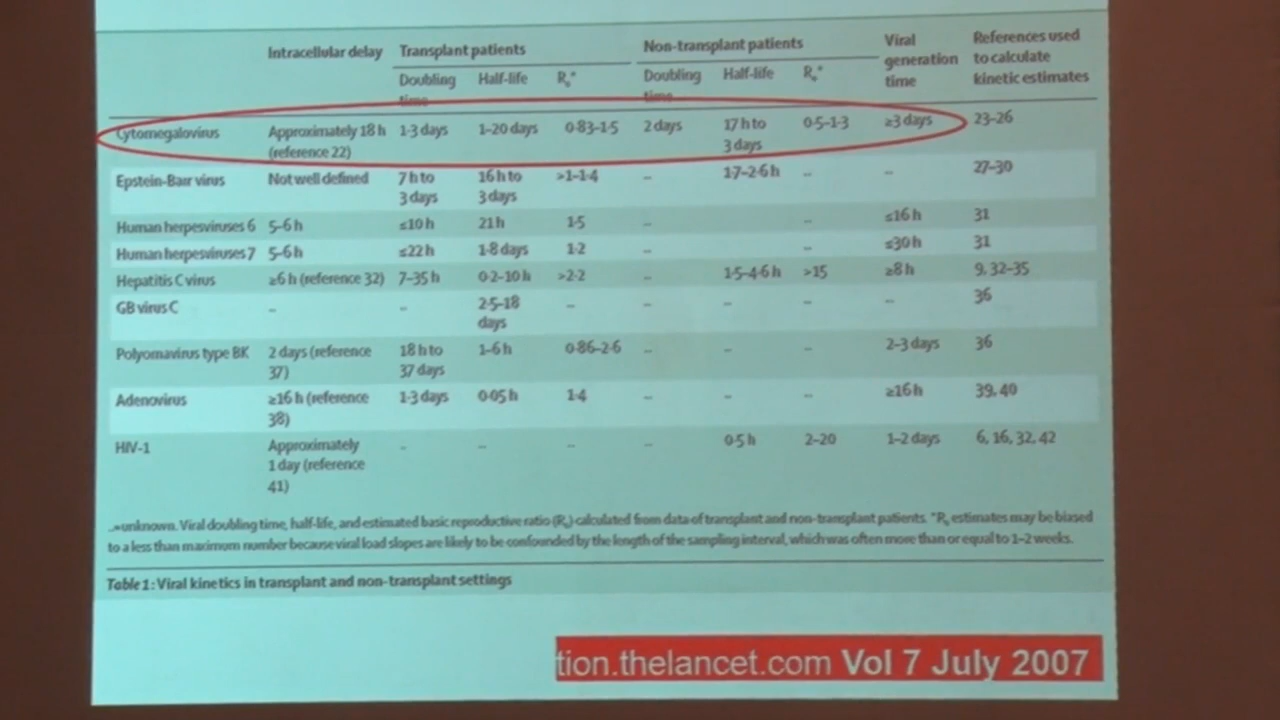 Intracellular delay Transplant patients Non-transplant patients Viral generation time References used to calculate kinetic estimates
Doubling time Half-life R₀* Doubling time Half-life R₀*
Cytomegalovirus Approximately 18 h (reference 22) 1–3 days 1–20 days 0·83–1·5 2 days 17 h to 3 days 0·5–1·3 ≥3 days 23–26
Epstein-Barr virus Not well defined 7 h to 3 days 16 h to 3 days >1–1·4 .. 1·7–2·6 h .. .. 27–30
Human herpesviruses 6 5–6 h ≤10 h 21 h 1·5 .. .. ≤16 h 31
Human herpesviruses 7 5–6 h ≤22 h 1·8 days 1·2 .. .. ≤30 h 31
Hepatitis C virus ≥6 h (reference 32) 7–35 h 0·2–10 h >2·2 .. 1·5–4·6 h >15 ≥8 h 9, 32–35
GB virus C .. .. 2·5–18 days .. .. .. .. .. 36
Polyomavirus type BK 2 days (reference 37) 18 h to 37 days 1–6 h 0·86–2·6 .. .. .. 2–3 days 36
Adenovirus ≥16 h (reference 38) 1·3 days 0·05 h 1·4 .. .. .. ≥16 h 39, 40
HIV-1 Approximately 1 day (reference 41) .. .. .. .. 0·5 h 2–20 1–2 days 6, 16, 32, 42
..=unknown. Viral doubling time, half-life, and estimated basic reproductive ratio (R₀) calculated from data of transplant and non-transplant patients. *R₀ estimates may be biased
to a less than maximum number because viral load slopes are likely to be confounded by the length of the sampling interval, which was often more than or equal to 1–2 weeks.
Table 1: Viral kinetics in transplant and non-transplant settings
tion.thelancet.com Vol 7 July 2007